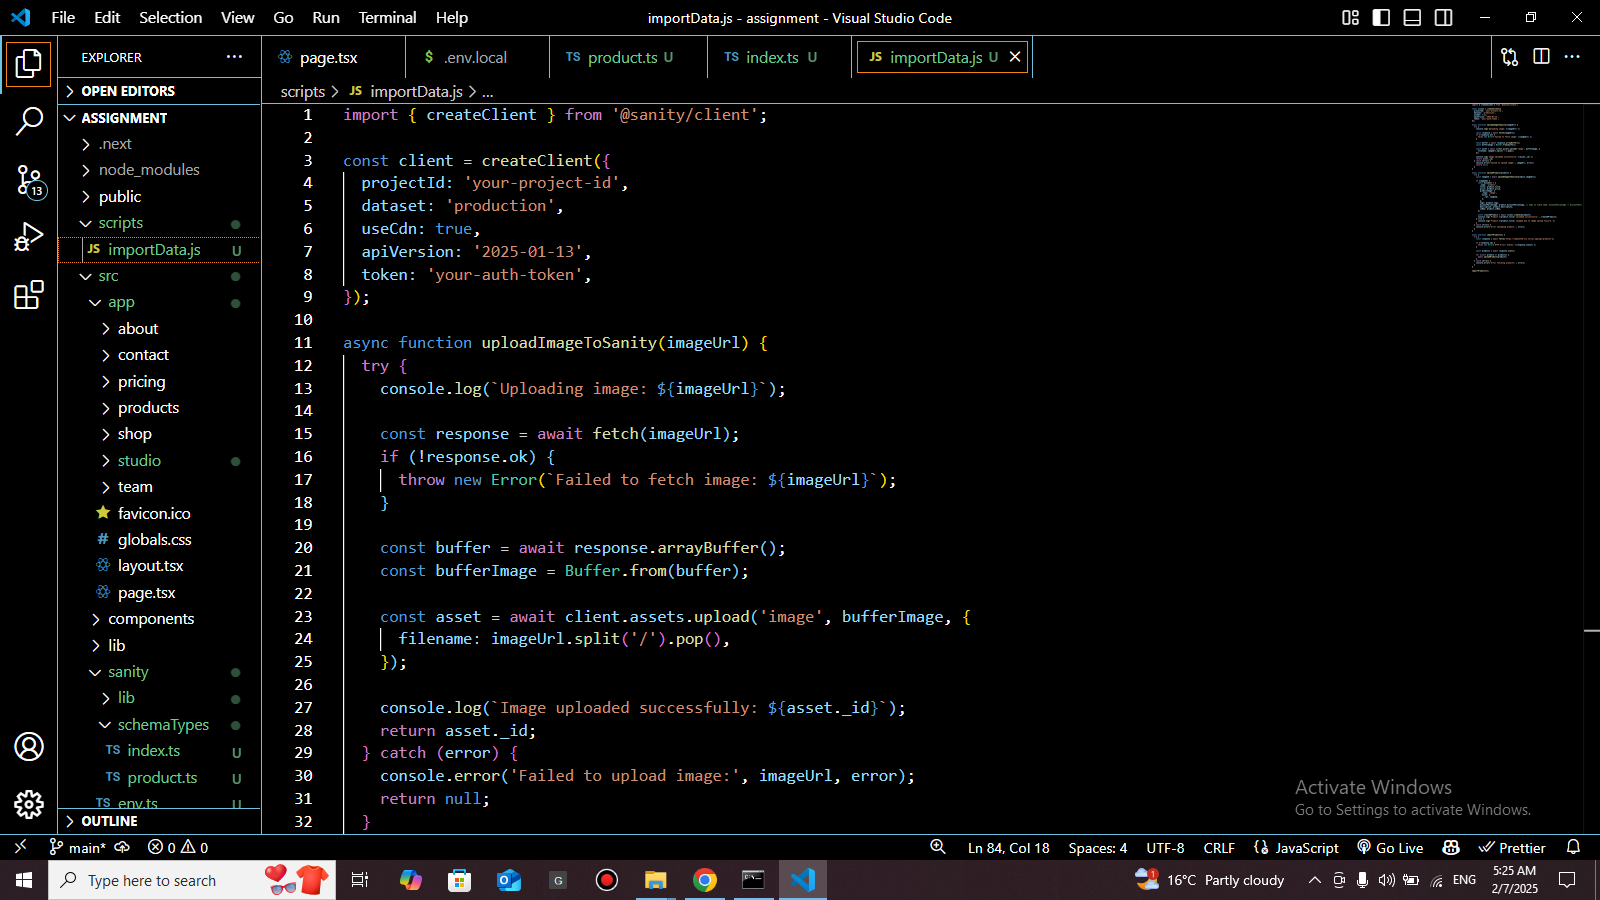 File Edit Selection View Go Run Terminal Help
importData.js - assignment - Visual Studio Code
EXPLORER
page.tsx
$ .env.local
TS product.ts U
TS index.ts U
JS importData.js U
OPEN EDITORS
scripts > JS importData.js > ...
ASSIGNMENT
.next
node_modules
public
scripts
JS importData.js U
src
app
about
contact
pricing
products
shop
studio
team
favicon.ico
# globals.css
layout.tsx
page.tsx
components
lib
sanity
lib
schemaTypes
TS index.ts U
TS product.ts U
TS env.ts U
OUTLINE
13
1 import { createClient } from '@sanity/client';
2
3 const client = createClient({
4 projectId: 'your-project-id',
5 dataset: 'production',
6 useCdn: true,
7 apiVersion: '2025-01-13',
8 token: 'your-auth-token',
9 });
10
11 async function uploadImageToSanity(imageUrl) {
12 try {
13 console.log(`Uploading image: ${imageUrl}`);
14
15 const response = await fetch(imageUrl);
16 if (!response.ok) {
17 throw new Error(`Failed to fetch image: ${imageUrl}`);
18 }
19
20 const buffer = await response.arrayBuffer();
21 const bufferImage = Buffer.from(buffer);
22
23 const asset = await client.assets.upload('image', bufferImage, {
24 filename: imageUrl.split('/').pop(),
25 });
26
27 console.log(`Image uploaded successfully: ${asset._id}`);
28 return asset._id;
29 } catch (error) {
30 console.error('Failed to upload image:', imageUrl, error);
31 return null;
32 }
Activate Windows
Go to Settings to activate Windows.
main* 0 0
Ln 84, Col 18 Spaces: 4 UTF-8 CRLF JavaScript Go Live Prettier
Type here to search
G
1 16°C Partly cloudy
ENG
5:25 AM
2/7/2025